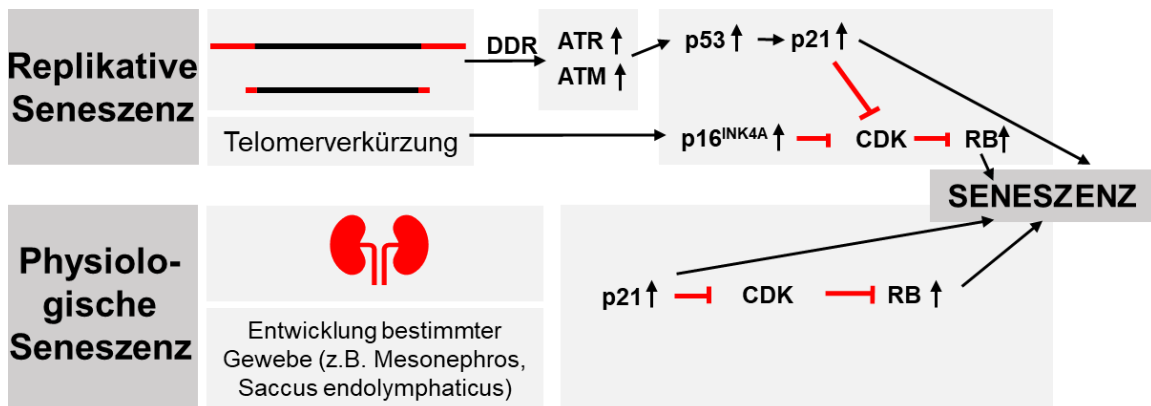 Replikative
Seneszenz
DDR
ATR
ATM
p53
p21
Telomerverkürzung
p16INK4A
CDK
RB
SENESZENZ
Physiolo-
gische
Seneszenz
Entwicklung bestimmter
Gewebe (z.B. Mesonephros,
Saccus endolymphaticus)
p21
CDK
RB